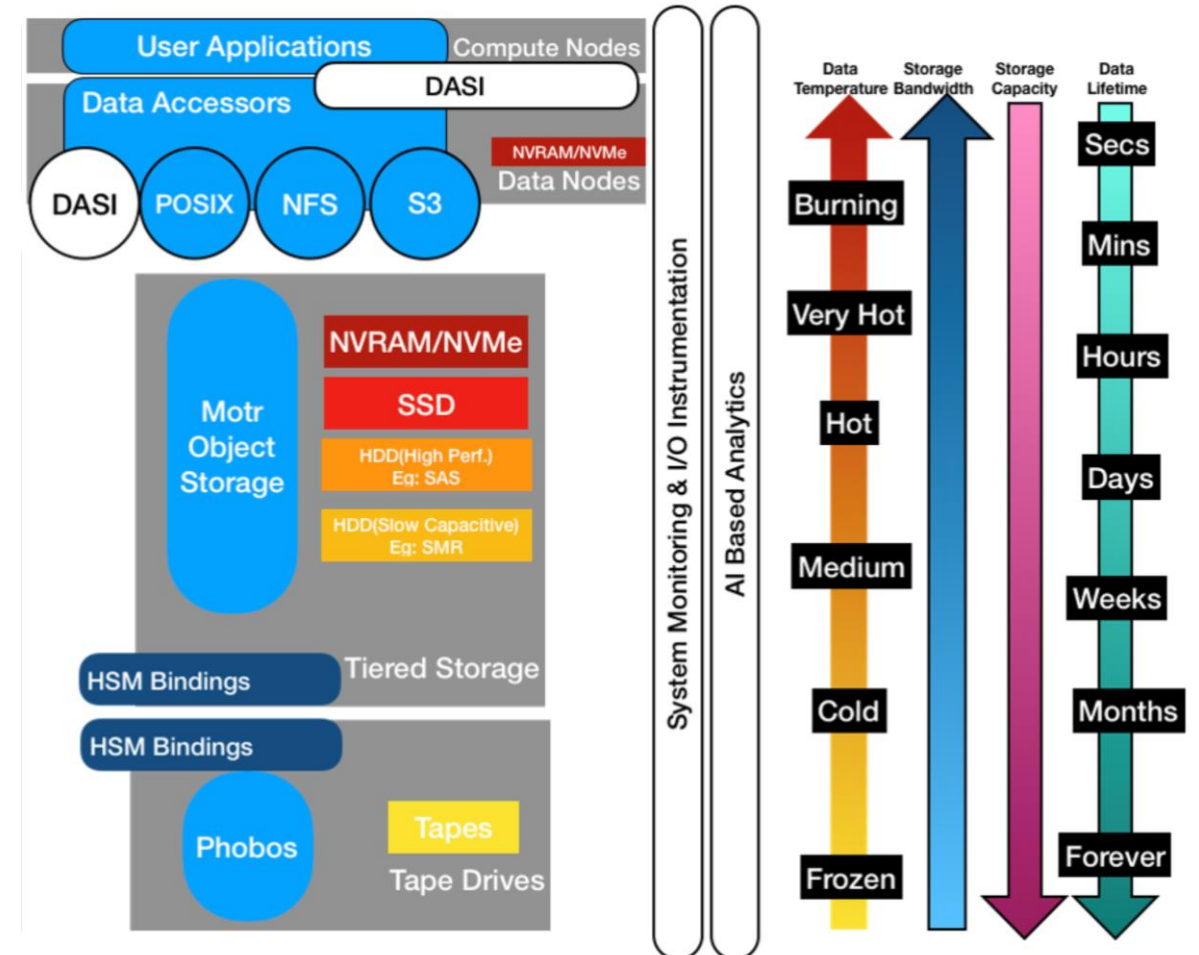 User Applications
Compute Nodes
DASI
Data Accessors
NVRAM/NVMe
Data Nodes
DASI
POSIX
NFS
S3
Motr
Object
Storage
NVRAM/NVMe
SSD
HDD(High Perf.)
Eg: SAS
HDD(Slow Capacitive)
Eg: SMR
Tiered Storage
HSM Bindings
HSM Bindings
Phobos
Tapes
Tape Drives
System Monitoring & I/O Instrumentation
AI Based Analytics
Data
Temperature
Storage
Bandwidth
Storage
Capacity
Data
Lifetime
Burning
Very Hot
Hot
Medium
Cold
Frozen
Secs
Mins
Hours
Days
Weeks
Months
Forever